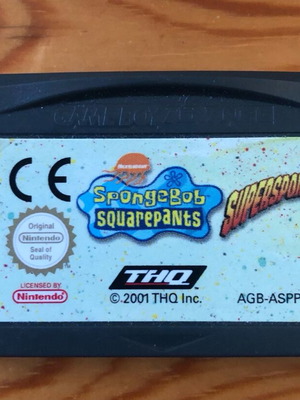 GAME BOY ADVANCE
CE
NICKELODEON
SpongeBob
SQUAREPANTS
Original
Nintendo
Seal of
Quality
LICENSED BY
Nintendo
THQ
© 2001 THQ Inc.
AGB-ASPP